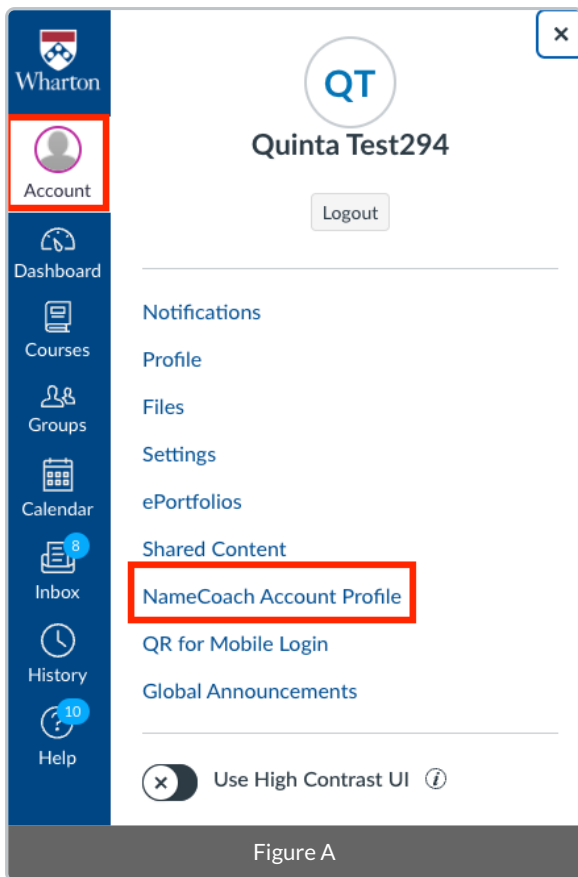 Wharton
Account
Dashboard
Courses
Groups
Calendar
8
Inbox
History
10
Help
QT
Quinta Test294
Logout
Notifications
Profile
Files
Settings
ePortfolios
Shared Content
NameCoach Account Profile
QR for Mobile Login
Global Announcements
Use High Contrast UI
Figure A